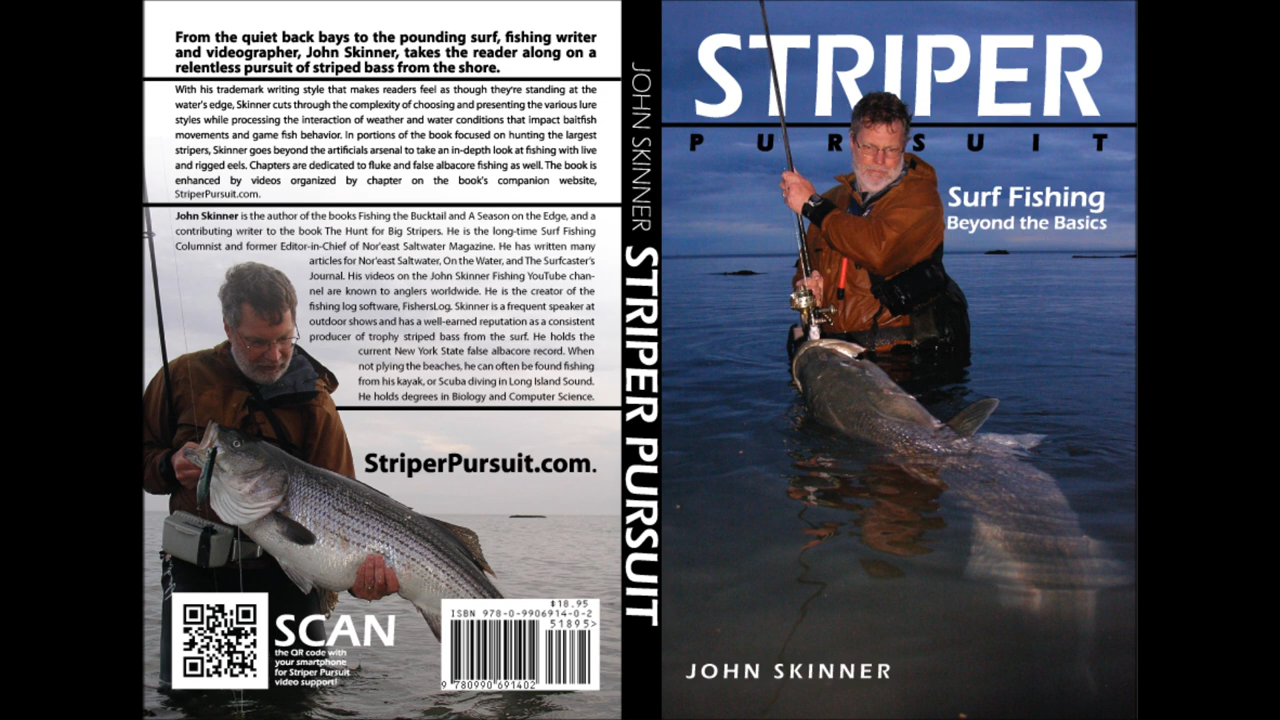 From the quiet back bays to the pounding surf, fishing writer
and videographer, John Skinner, takes the reader along on a
relentless pursuit of striped bass from the shore.
With his trademark writing style that makes readers feel as though they're standing at the
water's edge, Skinner cuts through the complexity of choosing and presenting the various lure
styles while processing the interaction of weather and water conditions that impact baitfish
movements and game fish behavior. In portions of the book focused on hunting the largest
stripers, Skinner goes beyond the artificials arsenal to take an in-depth look at fishing with live
and rigged eels. Chapters are dedicated to fluke and false albacore fishing as well. The book is
enhanced by videos organized by chapter on the book's companion website,
StriperPursuit.com.
John Skinner is the author of the books Fishing the Bucktail and A Season on the Edge, and a
contributing writer to the book The Hunt for Big Stripers. He is the long-time Surf Fishing
Columnist and former Editor-in-Chief of Nor'east Saltwater Magazine. He has written many
articles for Nor'east Saltwater, On the Water, and The Surfcaster's
Journal. His videos on the John Skinner Fishing YouTube chan-
nel are known to anglers worldwide. He is the creator of the
fishing log software, FishersLog. Skinner is a frequent speaker at
outdoor shows and has a well-earned reputation as a consistent
producer of trophy striped bass from the surf. He holds the
current New York State false albacore record. When
not plying the beaches, he can often be found fishing
from his kayak, or Scuba diving in Long Island Sound.
He holds degrees in Biology and Computer Science.
StriperPursuit.com.
SCAN
the QR code with
your smartphone
for Striper Pursuit
video support!
$18.95
ISBN 978-0-9906914-0-2
51895>
9 780990 691402
JOHN SKINNER STRIPER PURSUIT
STRIPER
PURSUIT
Surf Fishing
Beyond the Basics
JOHN SKINNER